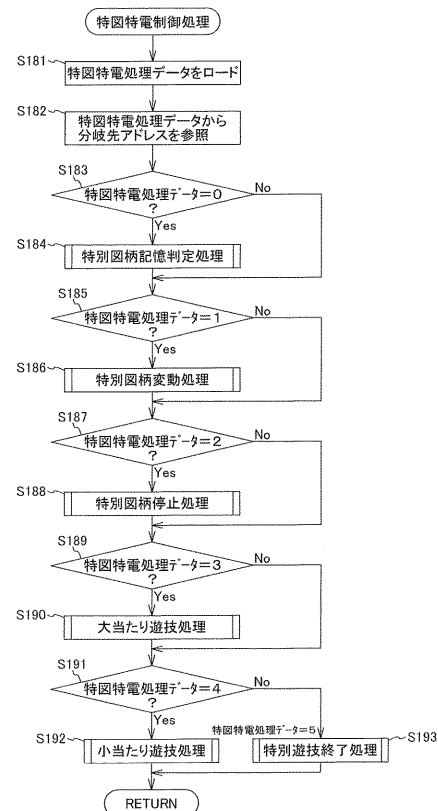 特図特電制御処理
S181
特図特電処理データをロード
S182
特図特電処理データから
分岐先アドレスを参照
S183
特図特電処理ﾃﾞｰﾀ=0
?
No
Yes
S184
特別図柄記憶判定処理
S185
特図特電処理ﾃﾞｰﾀ=1
?
No
Yes
S186
特別図柄変動処理
S187
特図特電処理ﾃﾞｰﾀ=2
?
No
Yes
S188
特別図柄停止処理
S189
特図特電処理ﾃﾞｰﾀ=3
?
No
Yes
S190
大当たり遊技処理
S191
特図特電処理ﾃﾞｰﾀ=4
?
No
Yes
特図特電処理ﾃﾞｰﾀ=5
S192
小当たり遊技処理
特別遊技終了処理
S193
RETURN